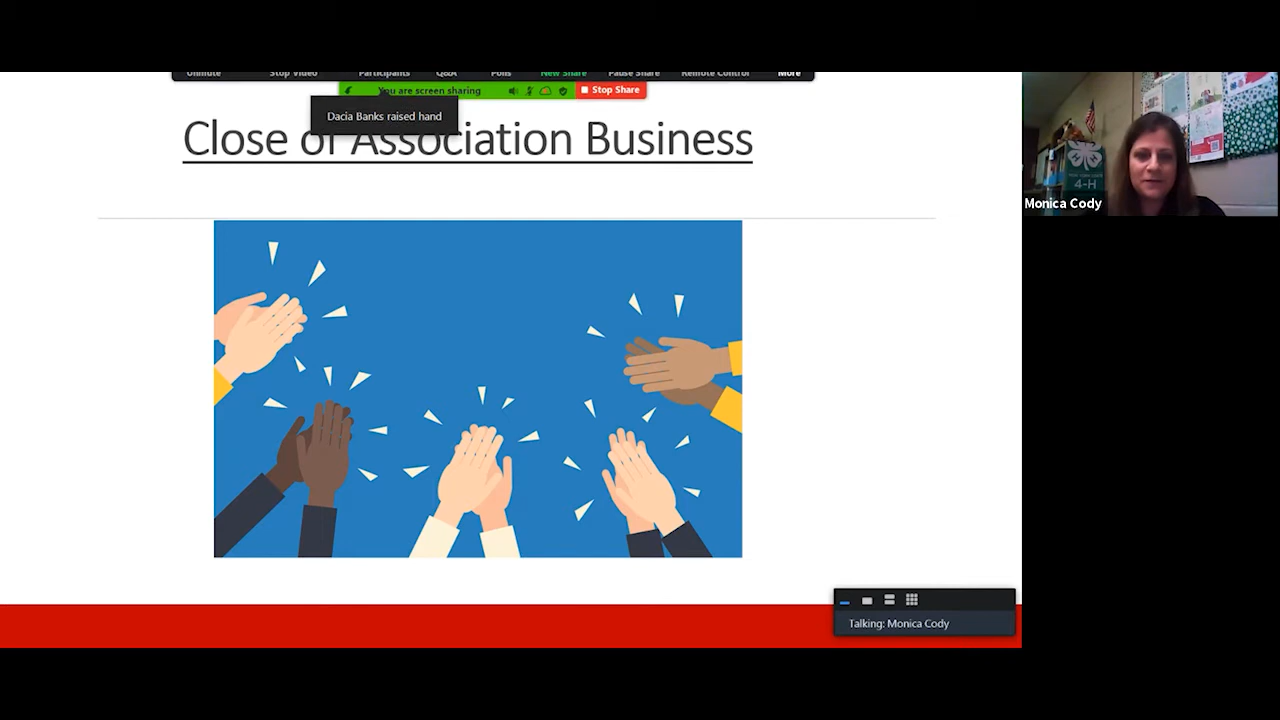 Unmute Stop Video Participants Q&A Polls New Share Pause Share Remote Control More
You are screen sharing Stop Share
Dacia Banks raised hand
Close of Association Business
4-H
Monica Cody
Talking: Monica Cody